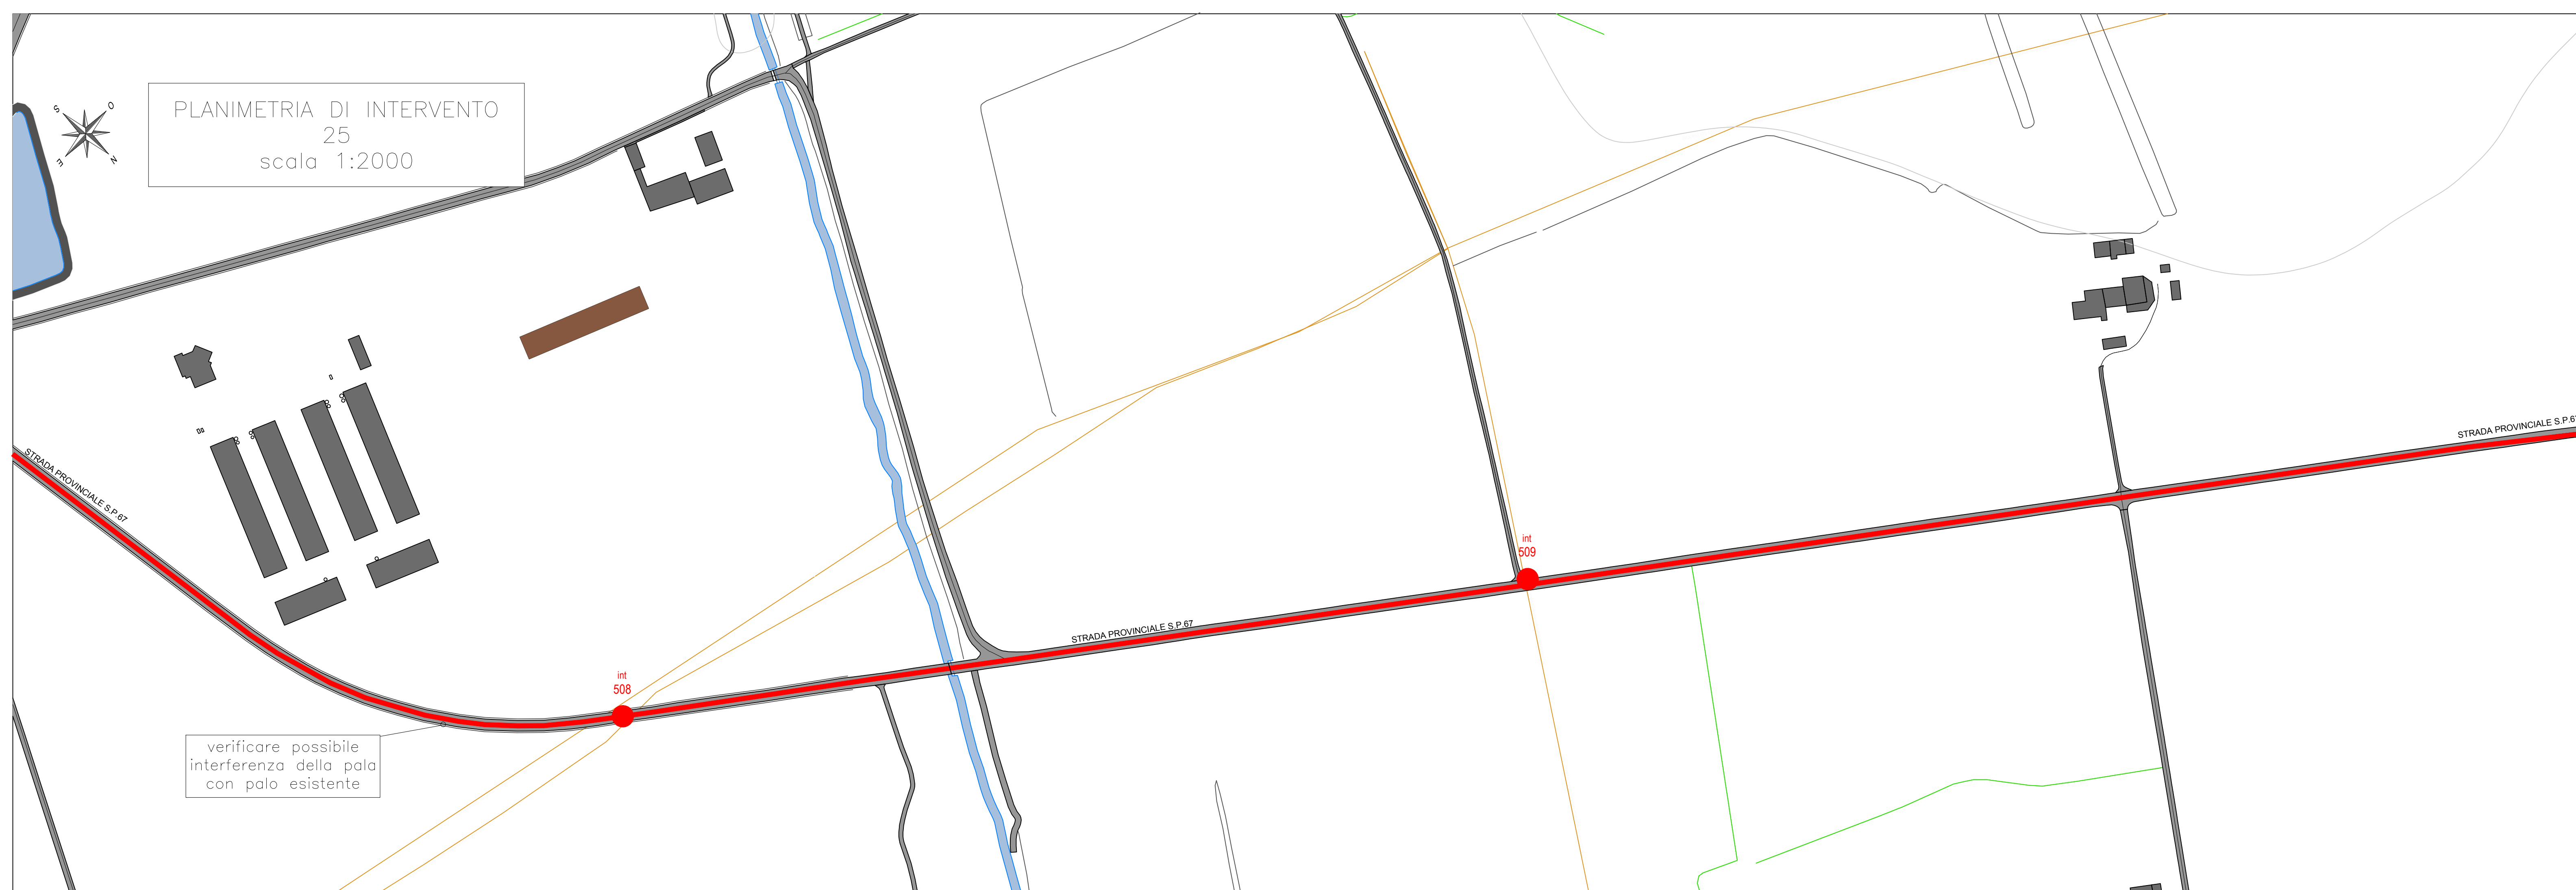 PLANIMETRIA DI INTERVENTO
25
scala 1:2000
S
O
E
N
STRADA PROVINCIALE S.P.67
STRADA PROVINCIALE S.P.67
int
509
STRADA PROVINCIALE S.P.67
int
508
verificare possibile
interferenza della pala
con palo esistente